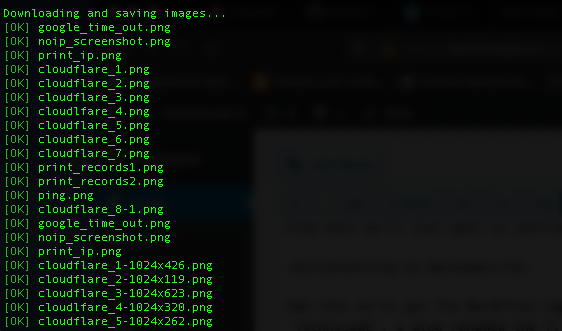 Downloading and saving images...
[OK] google_time_out.png
[OK] noip_screenshot.png
[OK] print_ip.png
[OK] cloudflare_1.png
[OK] cloudflare_2.png
[OK] cloudflare_3.png
[OK] cloudlfare_4.png
[OK] cloudflare_5.png
[OK] cloudflare_6.png
[OK] cloudflare_7.png
[OK] print_records1.png
[OK] print_records2.png
[OK] ping.png
[OK] cloudflare_8-1.png
[OK] google_time_out.png
[OK] noip_screenshot.png
[OK] print_ip.png
[OK] cloudflare_1-1024x426.png
[OK] cloudflare_2-1024x119.png
[OK] cloudflare_3-1024x623.png
[OK] cloudlfare_4-1024x320.png
[OK] cloudflare_5-1024x262.png